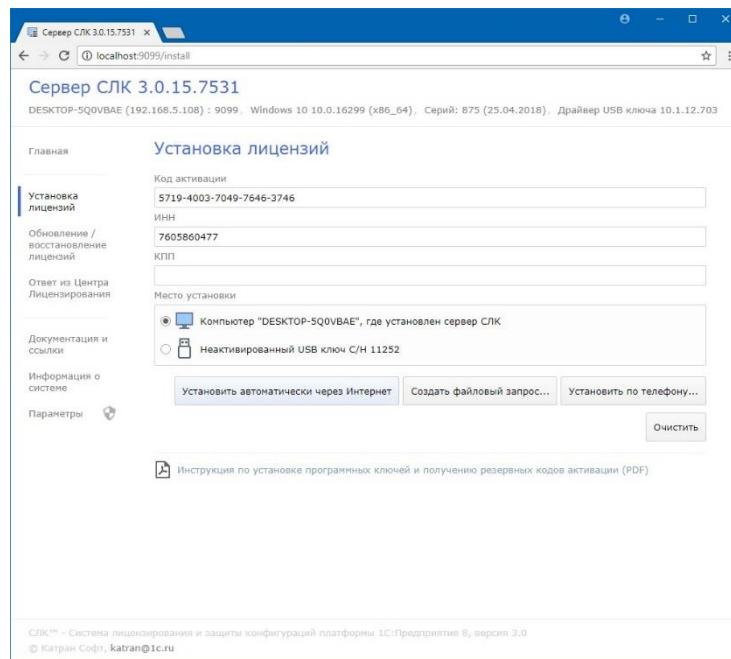 Сервер СЛК 3.0.15.7531
localhost:9099/install
Сервер СЛК 3.0.15.7531
DESKTOP-5Q0VBAE (192.168.5.108) : 9099, Windows 10 10.0.16299 (x86_64), Серий: 875 (25.04.2018), Драйвер USB ключа 10.1.12.703
Главная
Установка
лицензий
Обновление /
восстановление
лицензий
Ответ из Центра
Лицензирования
Документация и
ссылки
Информация о
системе
Параметры
Установка лицензий
Код активации
5719-4003-7049-7646-3746
ИНН
7605860477
КПП
Место установки
Компьютер "DESKTOP-5Q0VBAE", где установлен сервер СЛК
Неактивированный USB ключ С/Н 11252
Установить автоматически через Интернет
Создать файловый запрос...
Установить по телефону...
Очистить
Инструкция по установке программных ключей и получению резервных кодов активации (PDF)
СЛК™ - Система лицензирования и защиты конфигураций платформы 1С:Предприятие 8, версия 3.0
© Катран Софт, katran@1c.ru